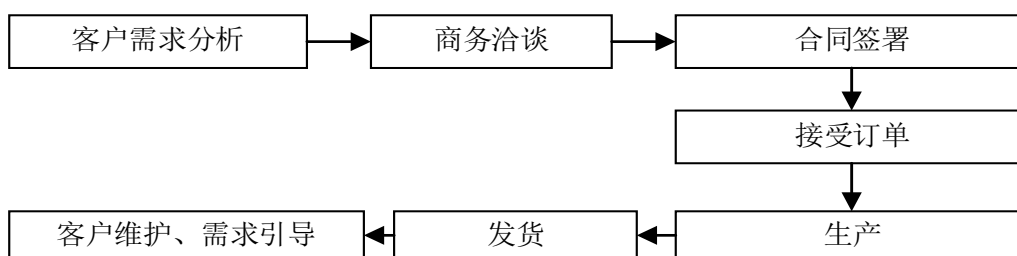 客户需求分析
商务洽谈
合同签署
接受订单
生产
发货
客户维护、需求引导